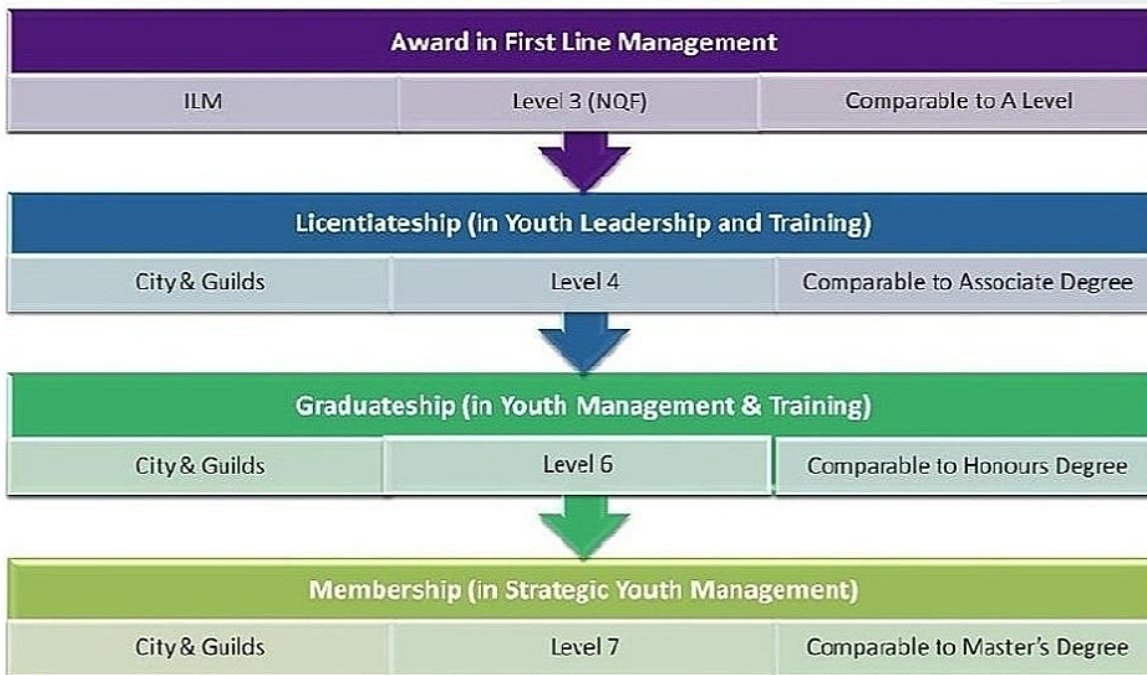 Award in First Line Management
ILM Level 3 (NQF) Comparable to A Level
Licentiateship (in Youth Leadership and Training)
City & Guilds Level 4 Comparable to Associate Degree
Graduateship (in Youth Management & Training)
City & Guilds Level 6 Comparable to Honours Degree
Membership (in Strategic Youth Management)
City & Guilds Level 7 Comparable to Master's Degree